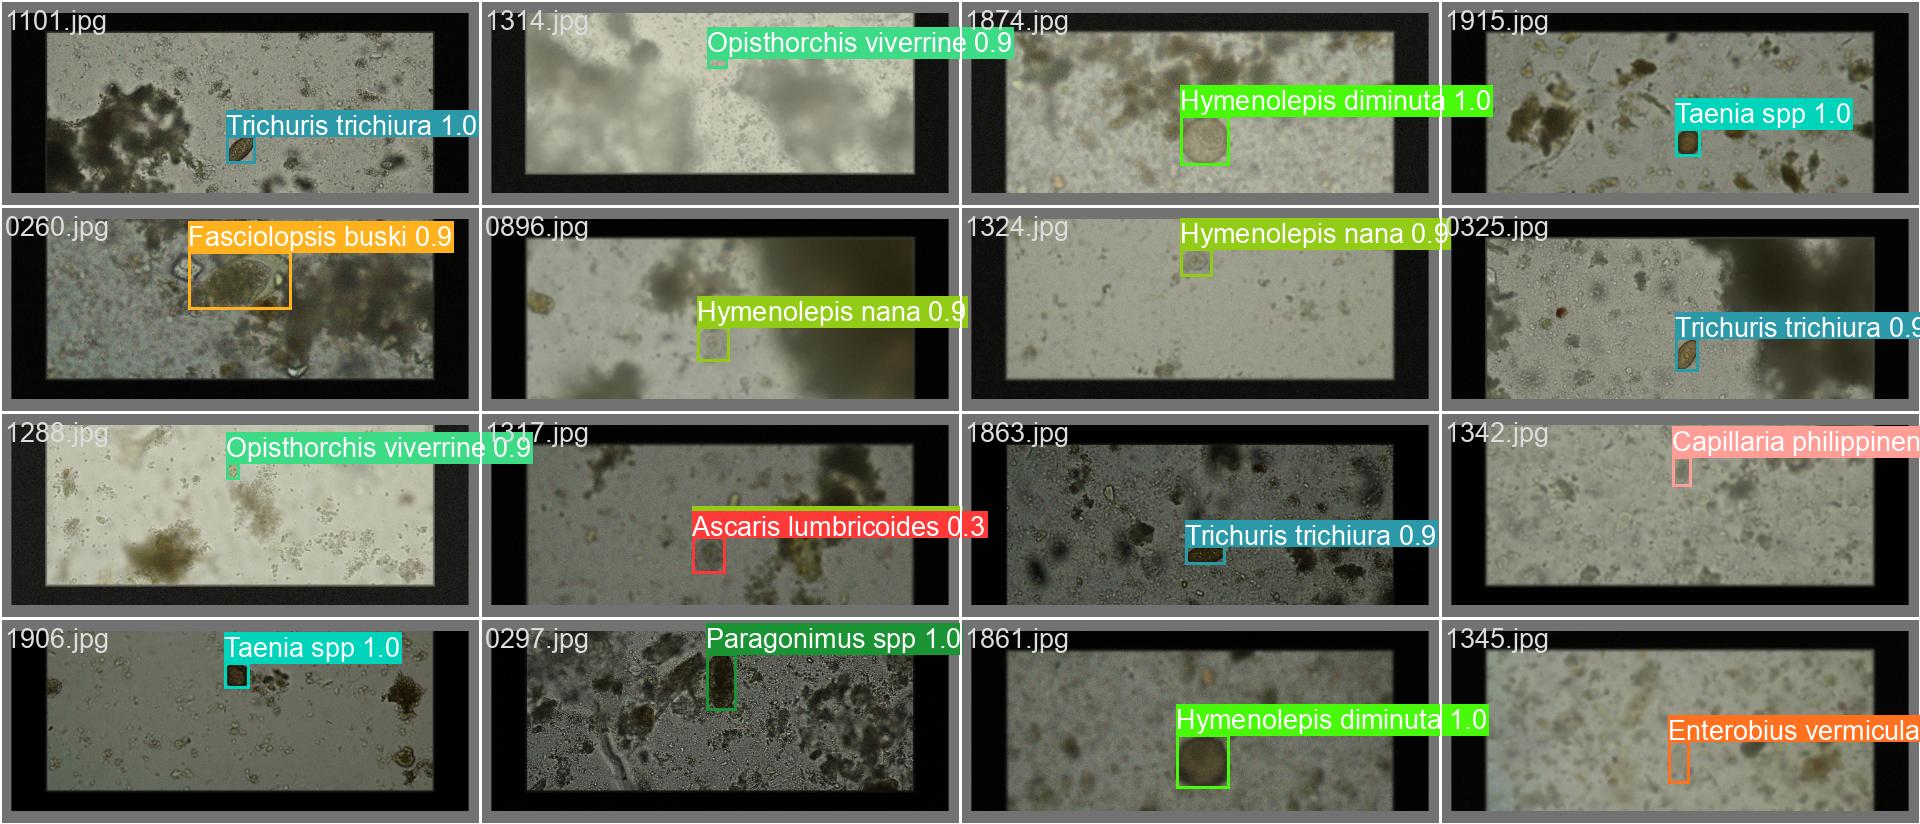 1101.jpg
Trichuris trichiura 1.0
1314.jpg
Opisthorchis viverrine 0.9
1874.jpg
Hymenolepis diminuta 1.0
1915.jpg
Taenia spp 1.0
0260.jpg
Fasciolopsis buski 0.9
0896.jpg
Hymenolepis nana 0.9
1324.jpg
Hymenolepis nana 0.9
0325.jpg
Trichuris trichiura 0.9
1288.jpg
Opisthorchis viverrine 0.9
1317.jpg
Ascaris lumbricoides 0.3
1863.jpg
Trichuris trichiura 0.9
1342.jpg
Capillaria philippinen
1906.jpg
Taenia spp 1.0
0297.jpg
Paragonimus spp 1.0
1861.jpg
Hymenolepis diminuta 1.0
1345.jpg
Enterobius vermicula